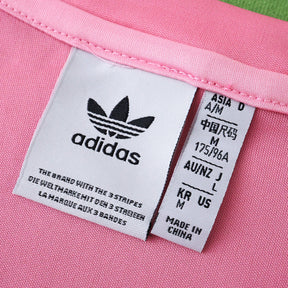 adidas
THE BRAND WITH THE 3 STRIPES
DIE WELTMARKE MIT DEN 3 STREIFEN
LA MARQUE AUX 3 BANDES
ASIA D
A/M
中国尺码
M
175/96A
AU/NZ J
L
KR US
M
MADE IN
CHINA